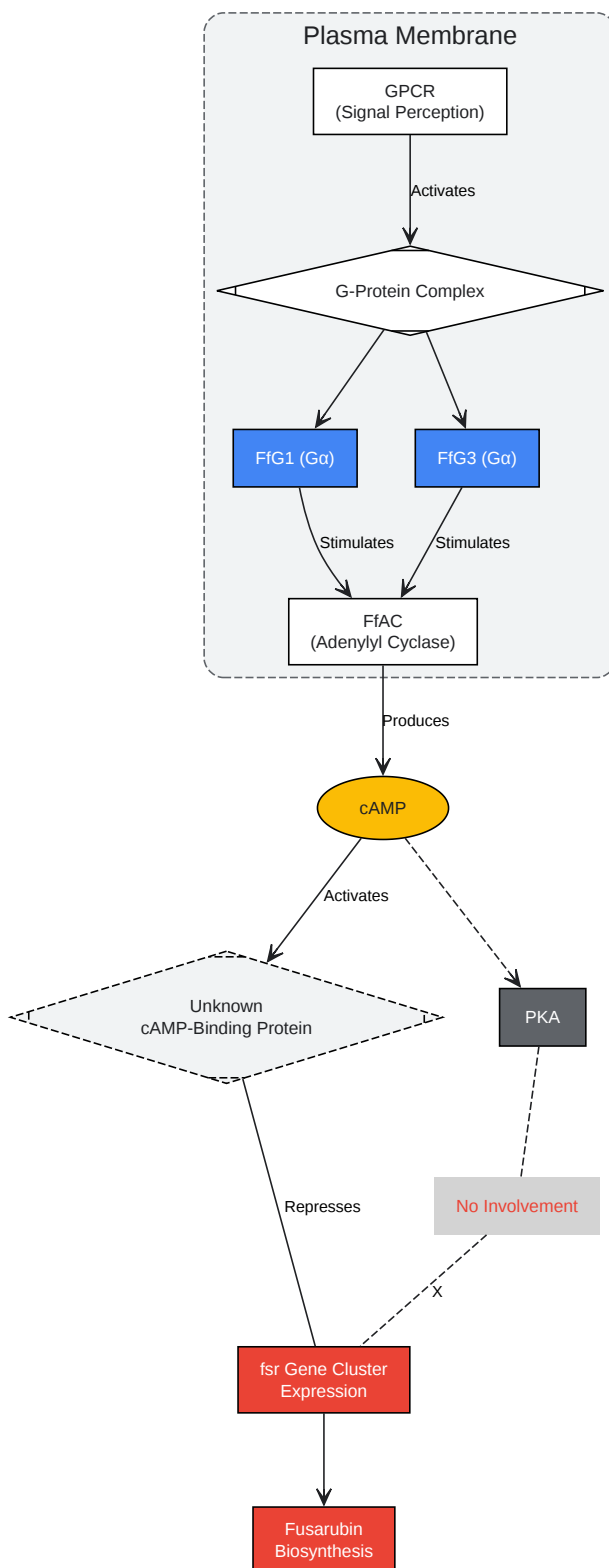 Plasma Membrane
GPCR
(Signal Perception)
Activates
G-Protein Complex
FfG1 (Gα)
FfG3 (Gα)
Stimulates
Stimulates
FfAC
(Adenylyl Cyclase)
Produces
cAMP
Activates
Unknown
cAMP-Binding Protein
PKA
Represses
No Involvement
X
fsr Gene Cluster
Expression
Fusarubin
Biosynthesis